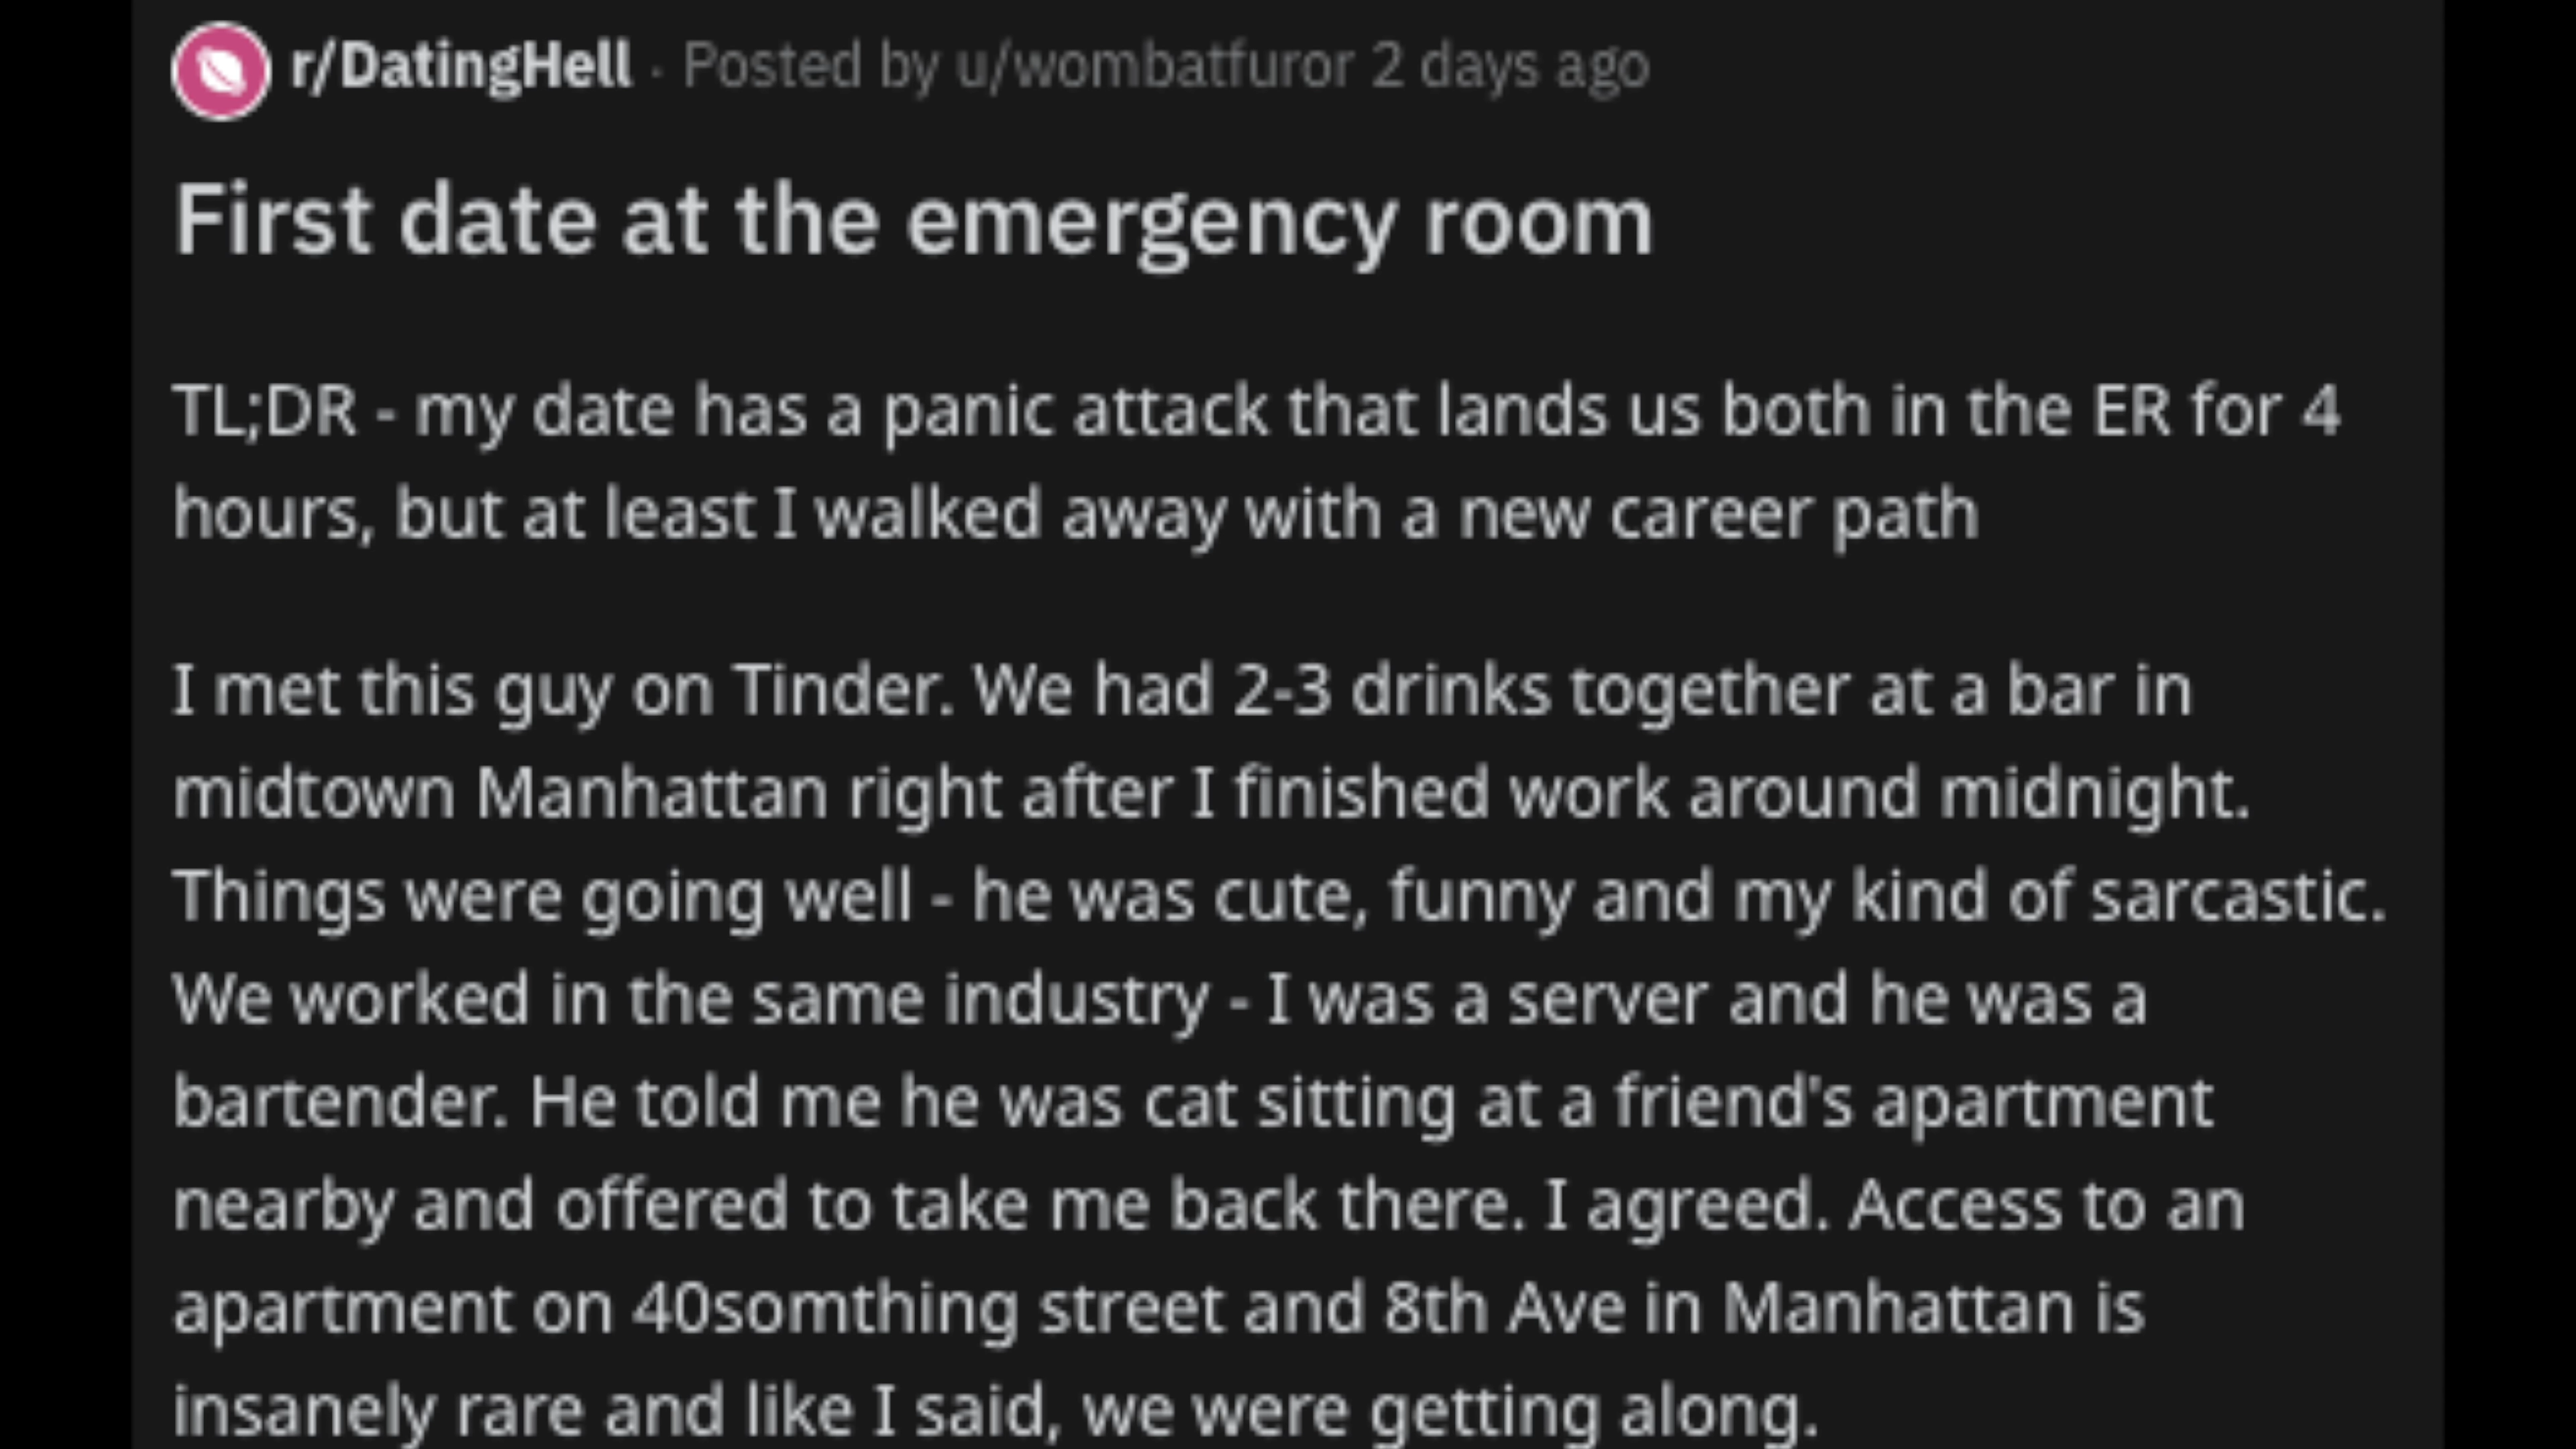 r/DatingHell · Posted by u/wombatfuror 2 days ago
First date at the emergency room
TL;DR - my date has a panic attack that lands us both in the ER for 4
hours, but at least I walked away with a new career path
I met this guy on Tinder. We had 2-3 drinks together at a bar in
midtown Manhattan right after I finished work around midnight.
Things were going well - he was cute, funny and my kind of sarcastic.
We worked in the same industry - I was a server and he was a
bartender. He told me he was cat sitting at a friend's apartment
nearby and offered to take me back there. I agreed. Access to an
apartment on 40somthing street and 8th Ave in Manhattan is
insanely rare and like I said, we were getting along.